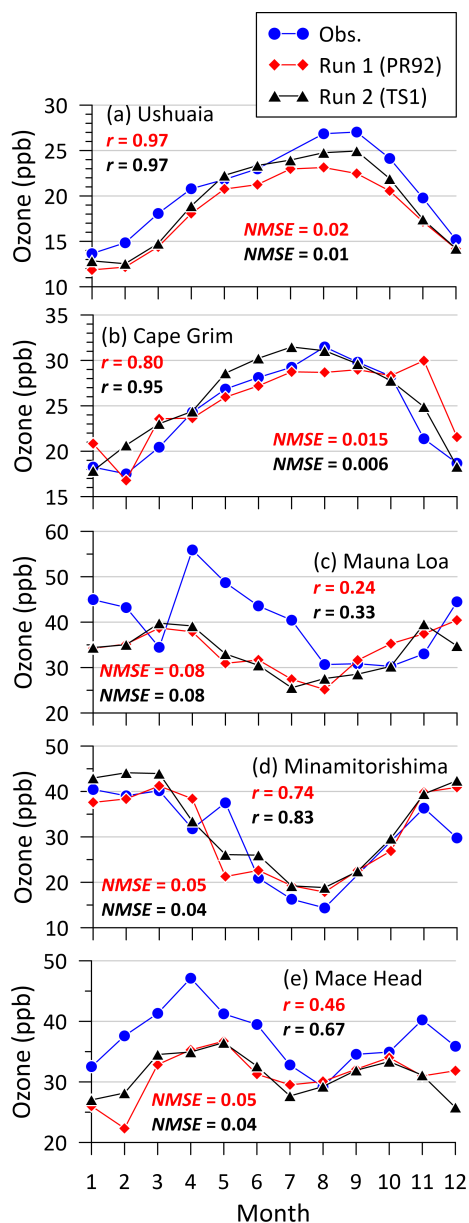 Obs.
Run 1 (PR92)
Run 2 (TS1)
30
25
20
15
10
Ozone (ppb)
(a) Ushuaia
r = 0.97
r = 0.97
NMSE = 0.02
NMSE = 0.01
35
30
25
20
15
Ozone (ppb)
(b) Cape Grim
r = 0.80
r = 0.95
NMSE = 0.015
NMSE = 0.006
60
50
40
30
20
Ozone (ppb)
(c) Mauna Loa
r = 0.24
r = 0.33
NMSE = 0.08
NMSE = 0.08
50
40
30
20
10
Ozone (ppb)
(d) Minamitorishima
r = 0.74
r = 0.83
NMSE = 0.05
NMSE = 0.04
50
40
30
20
Ozone (ppb)
(e) Mace Head
r = 0.46
r = 0.67
NMSE = 0.05
NMSE = 0.04
1 2 3 4 5 6 7 8 9 10 11 12
Month